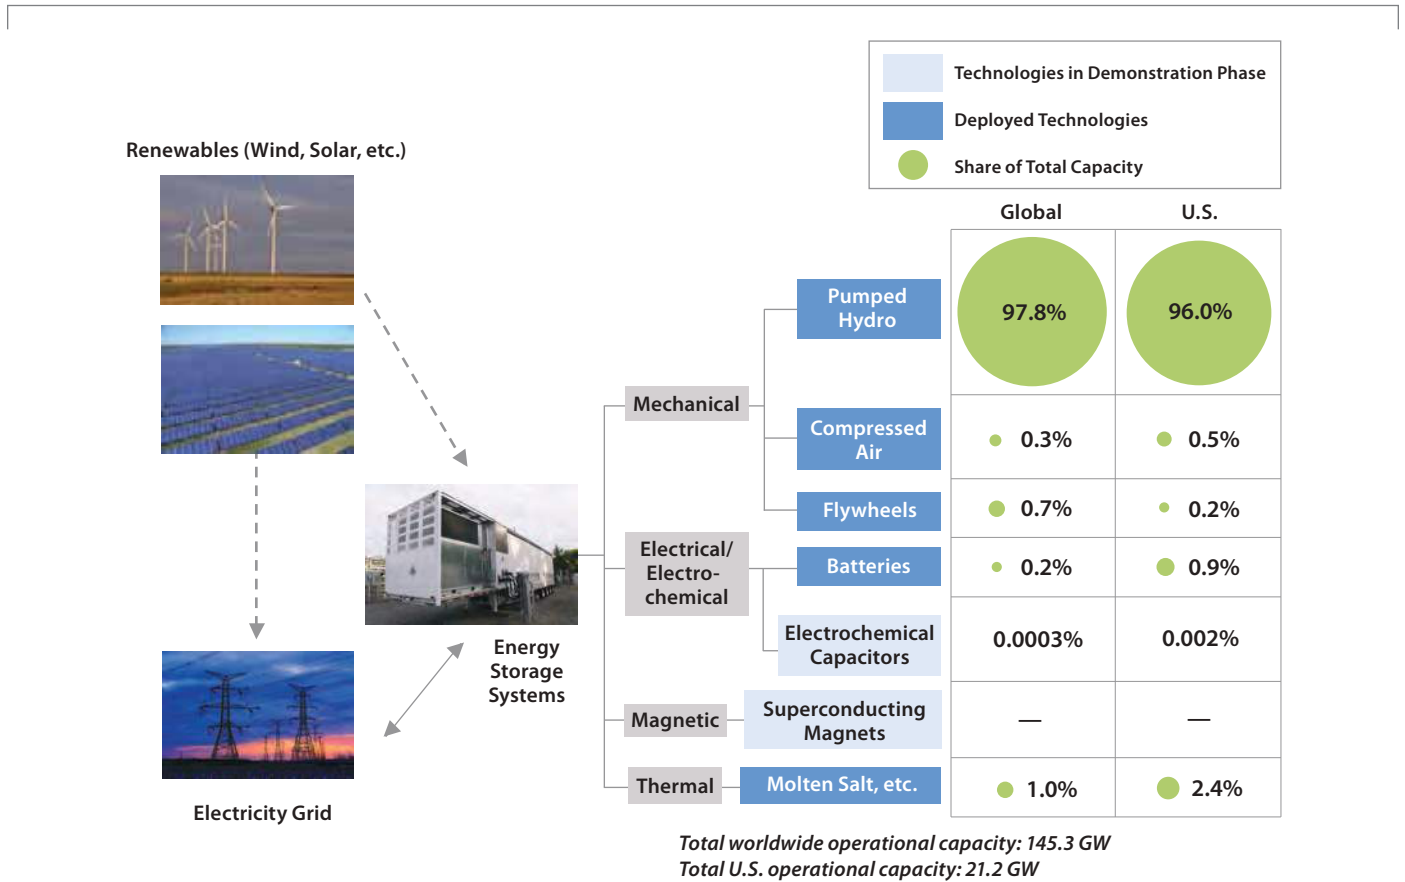 Technologies in Demonstration Phase
Deployed Technologies
Share of Total Capacity
Renewables (Wind, Solar, etc.)
Global
U.S.
Pumped
Hydro
97.8%
96.0%
Mechanical
Compressed
Air
0.3%
0.5%
Flywheels
0.7%
0.2%
Electrical/
Electro-
chemical
Batteries
0.2%
0.9%
Electrochemical
Capacitors
0.0003%
0.002%
Energy
Storage
Systems
Magnetic
Superconducting
Magnets
—
—
Thermal
Molten Salt, etc.
1.0%
2.4%
Electricity Grid
Total worldwide operational capacity: 145.3 GW
Total U.S. operational capacity: 21.2 GW